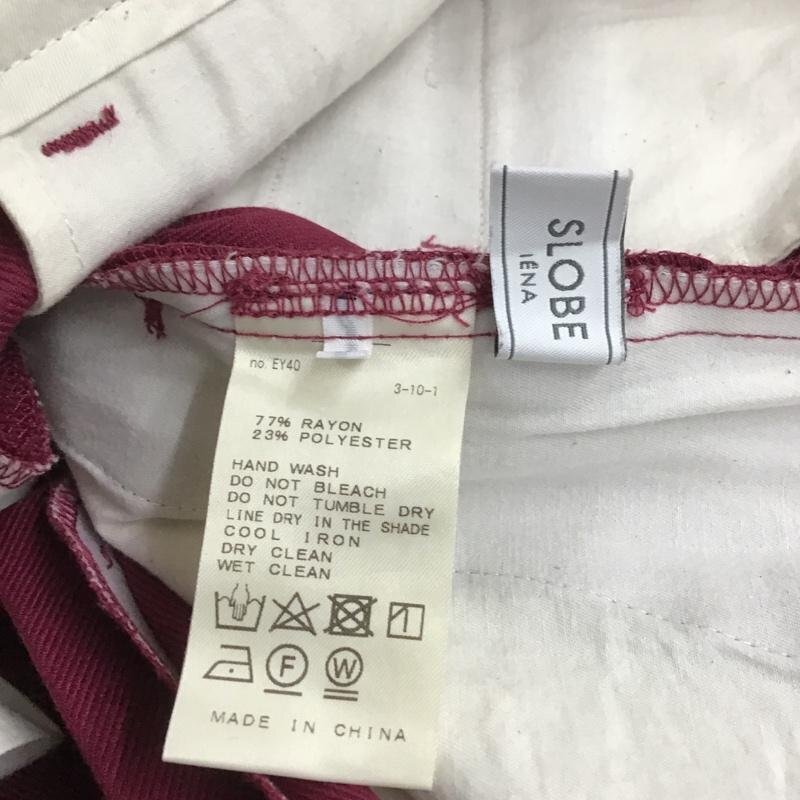 SLOBE
IÉNA
no. EY40
3-10-1
77% RAYON
23% POLYESTER
HAND WASH
DO NOT BLEACH
DO NOT TUMBLE DRY
LINE DRY IN THE SHADE
COOL IRON
DRY CLEAN
WET CLEAN
F W
MADE IN CHINA